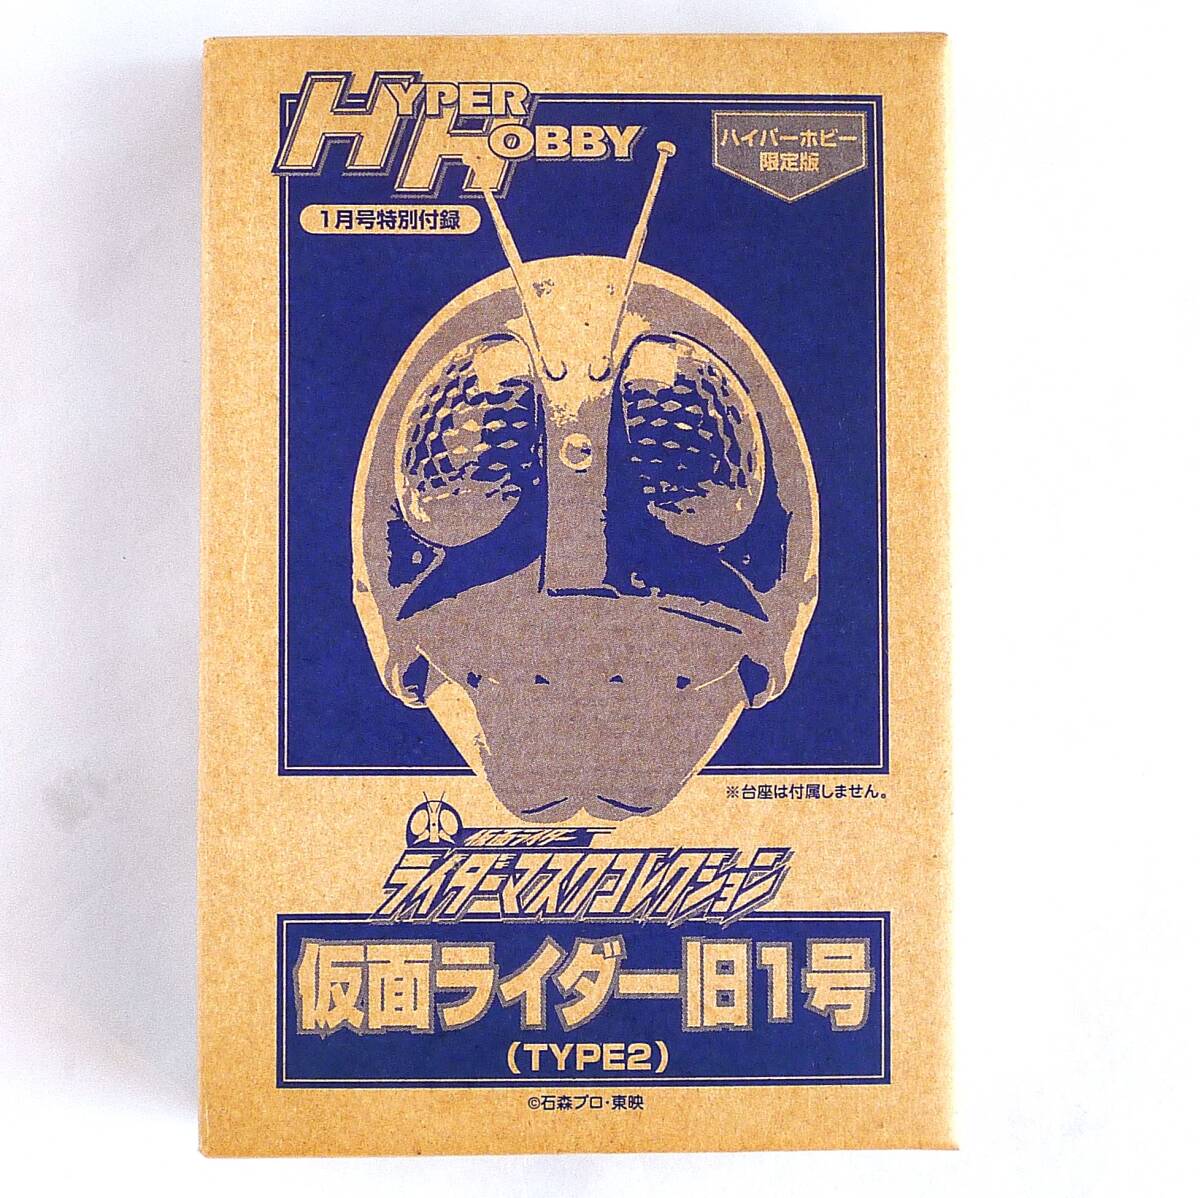 HYPER
HOBBY
ハイパーホビー
限定版
1月号特別付録
※台座は付属しません。
仮面ライダー
ライダーマスクコレクション
仮面ライダー旧1号
(TYPE2)
©石森プロ・東映